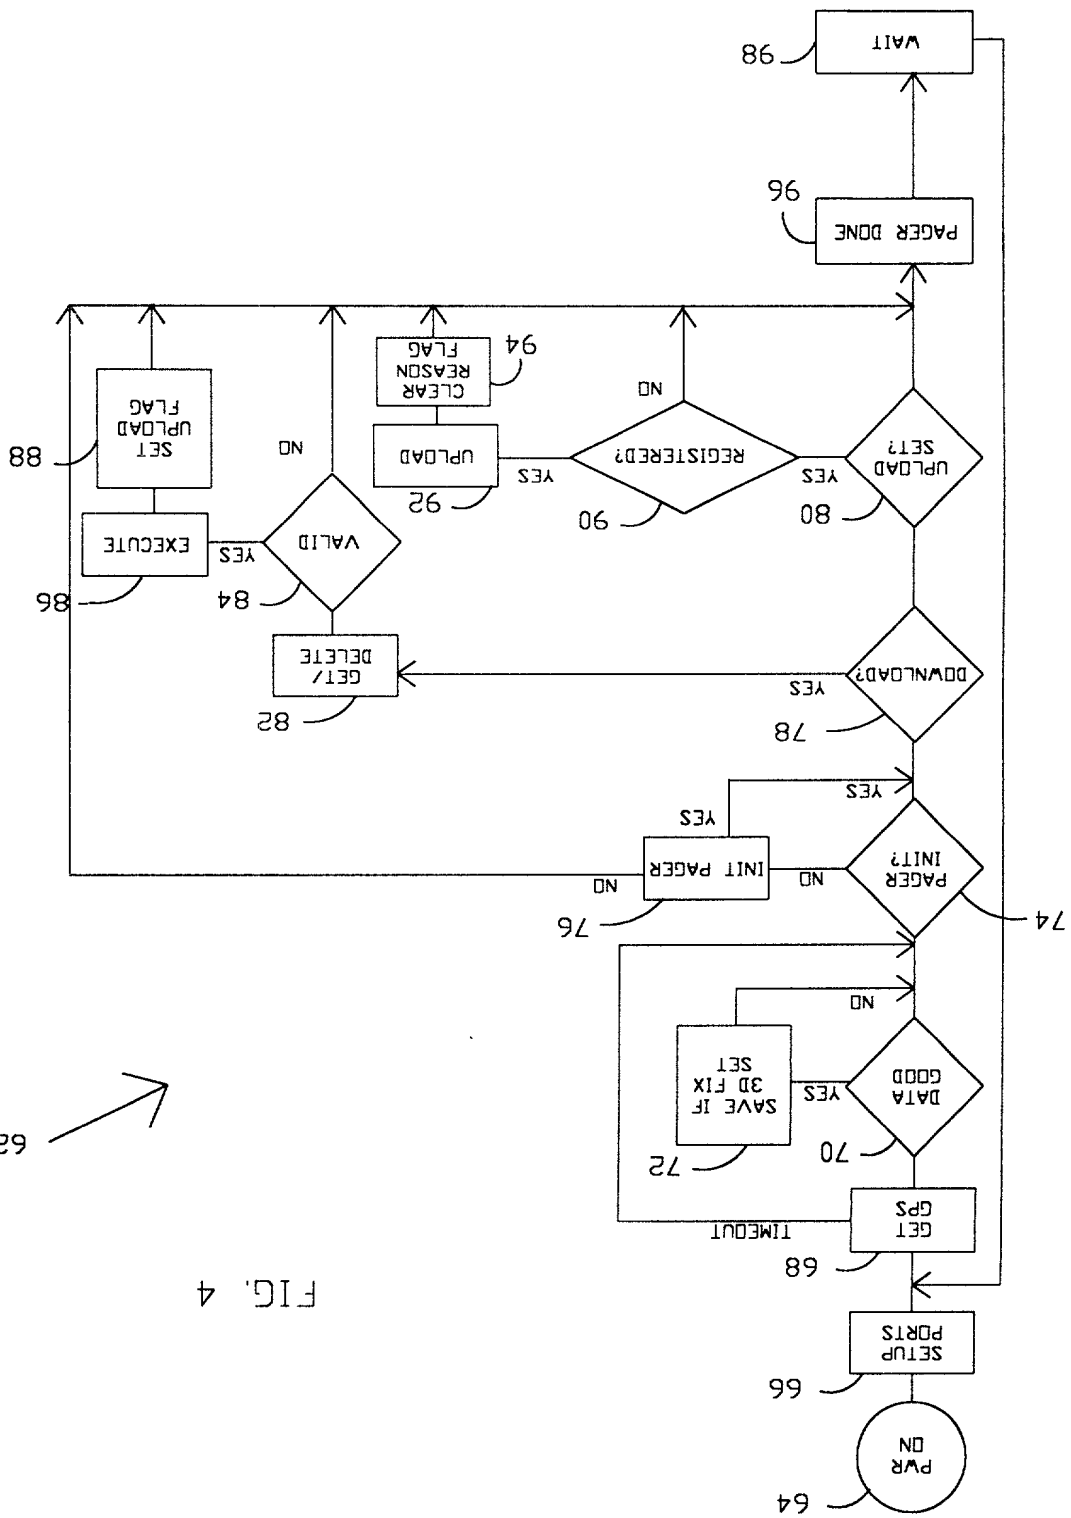 64
PWR
ON
66
SETUP
PORTS
FIG. 4
68
GET
GPS
TIMEOUT
62
70
DATA
GOOD
YES
72
SAVE IF
3D FIX
SET
NO
74
PAGER
INIT?
NO
76
INIT PAGER
NO
YES
YES
78
DOWNLOAD?
YES
82
GET/
DELETE
84
VALID
YES
86
EXECUTE
NO
88
SET
UPLOAD
FLAG
80
UPLOAD
SET?
YES
90
REGISTERED?
YES
NO
92
UPLOAD
94
CLEAR
REASON
FLAG
96
PAGER DONE
98
WAIT